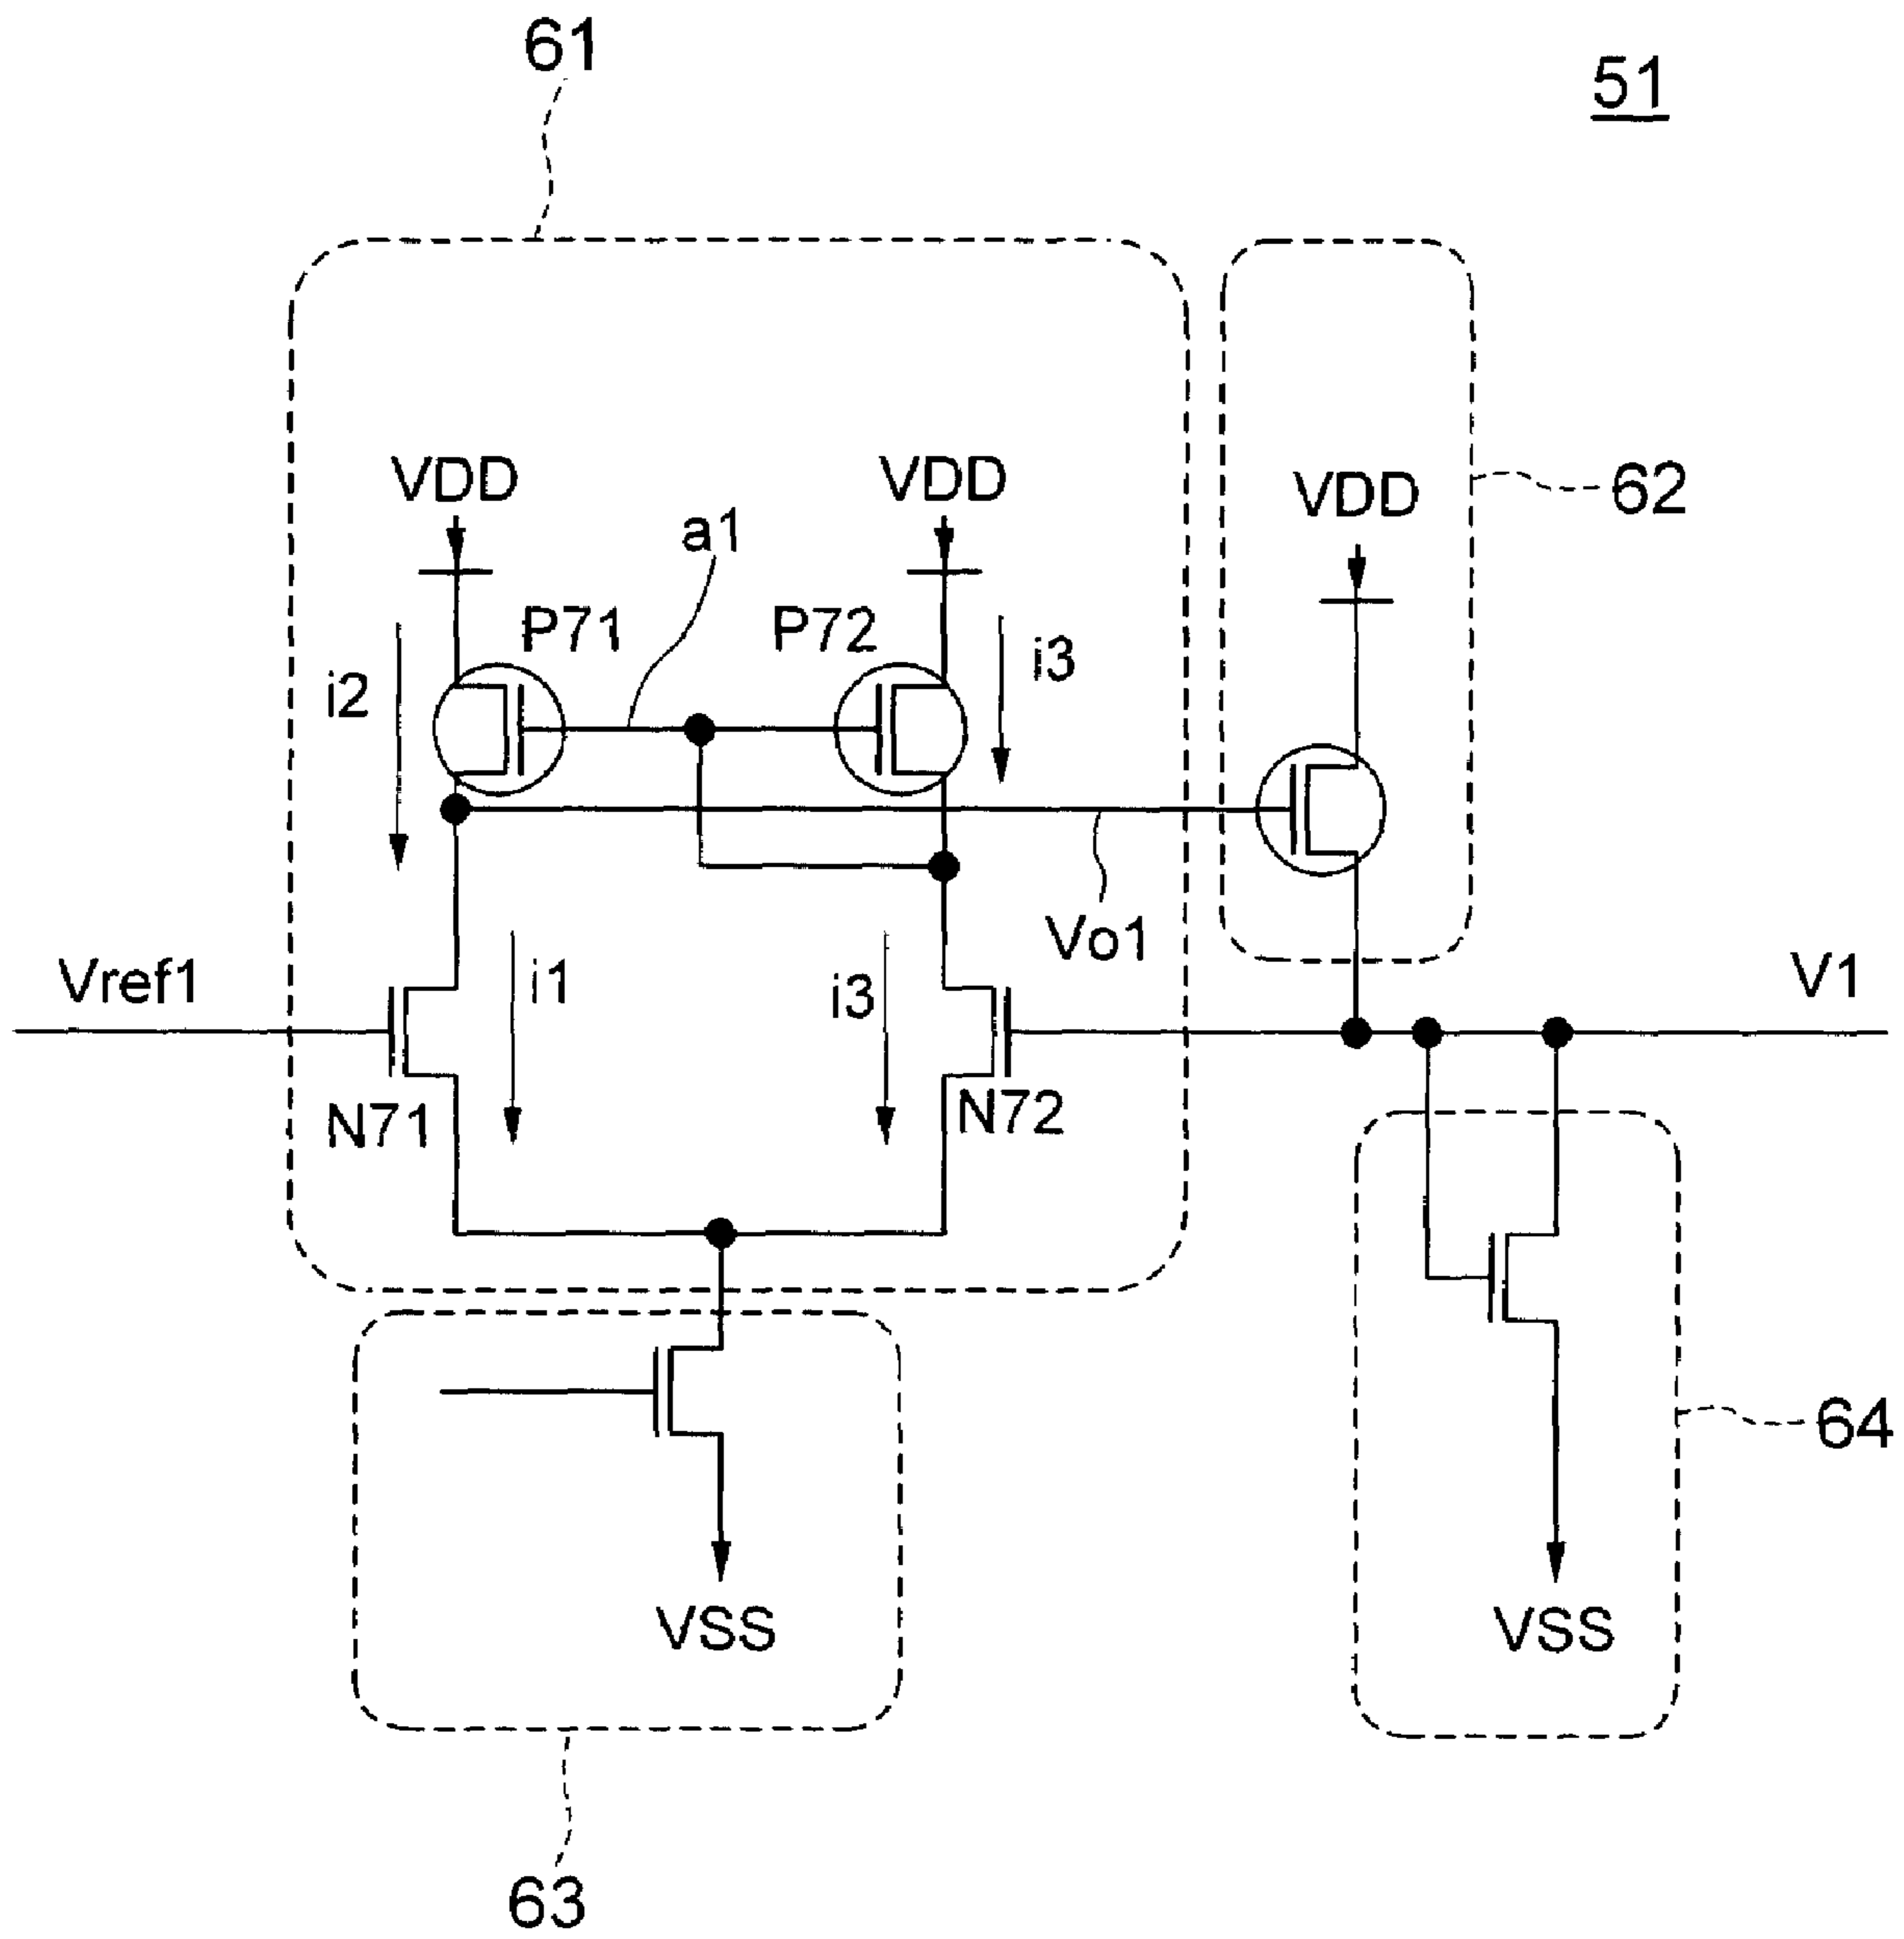 61
51
VDD
VDD
VDD
62
a1
P71
P72
i2
i3
Vref1
i1
i3
Vo1
V1
N71
N72
64
VSS
VSS
63